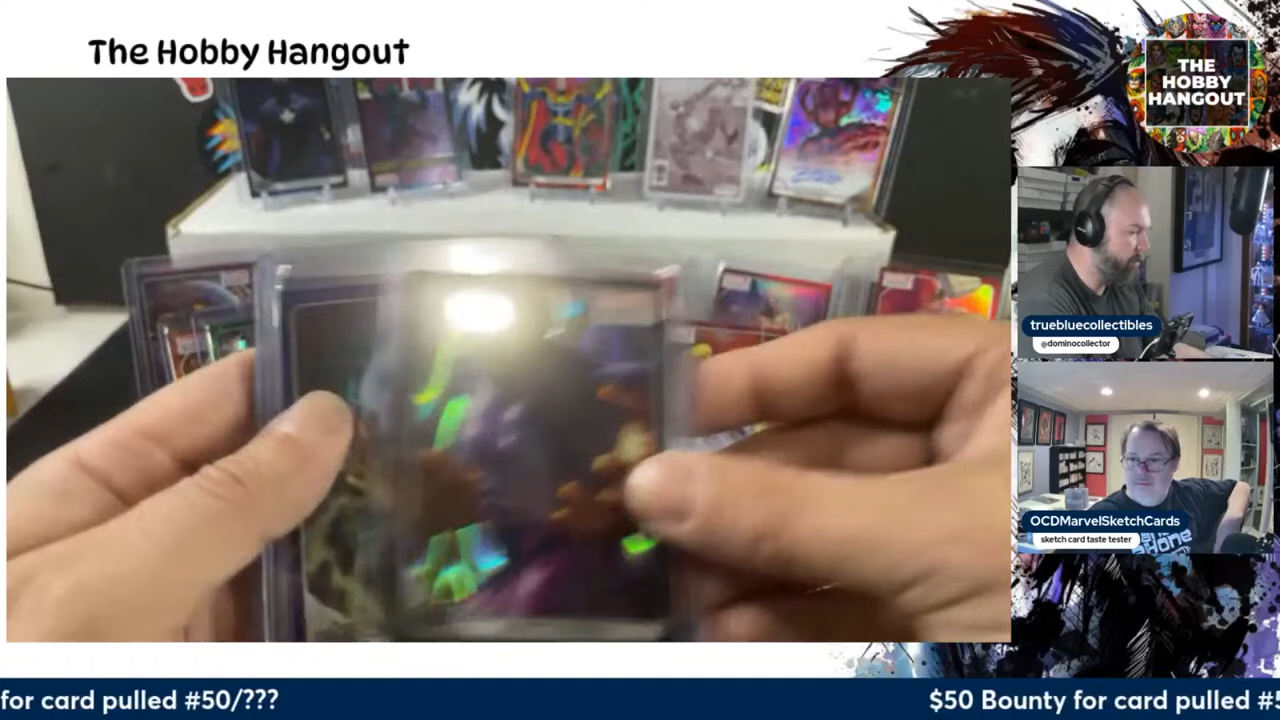 The Hobby Hangout
THE
HOBBY
HANGOUT
truebluecollectibles
@dominocollector
OCDMarvelSketchCards
sketch card taste tester
for card pulled #50/???
$50 Bounty for card pulled #5